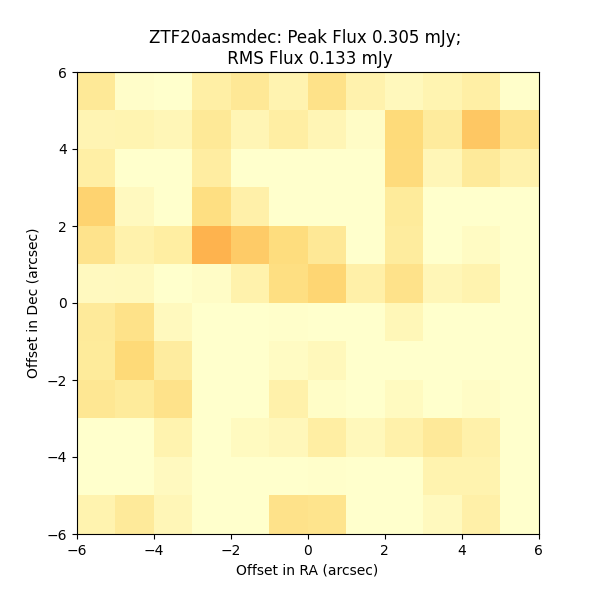 ZTF20aasmdec: Peak Flux 0.305 mJy;
RMS Flux 0.133 mJy
6
4
2
0
−2
−4
−6
Offset in Dec (arcsec)
−6 −4 −2 0 2 4 6
Offset in RA (arcsec)